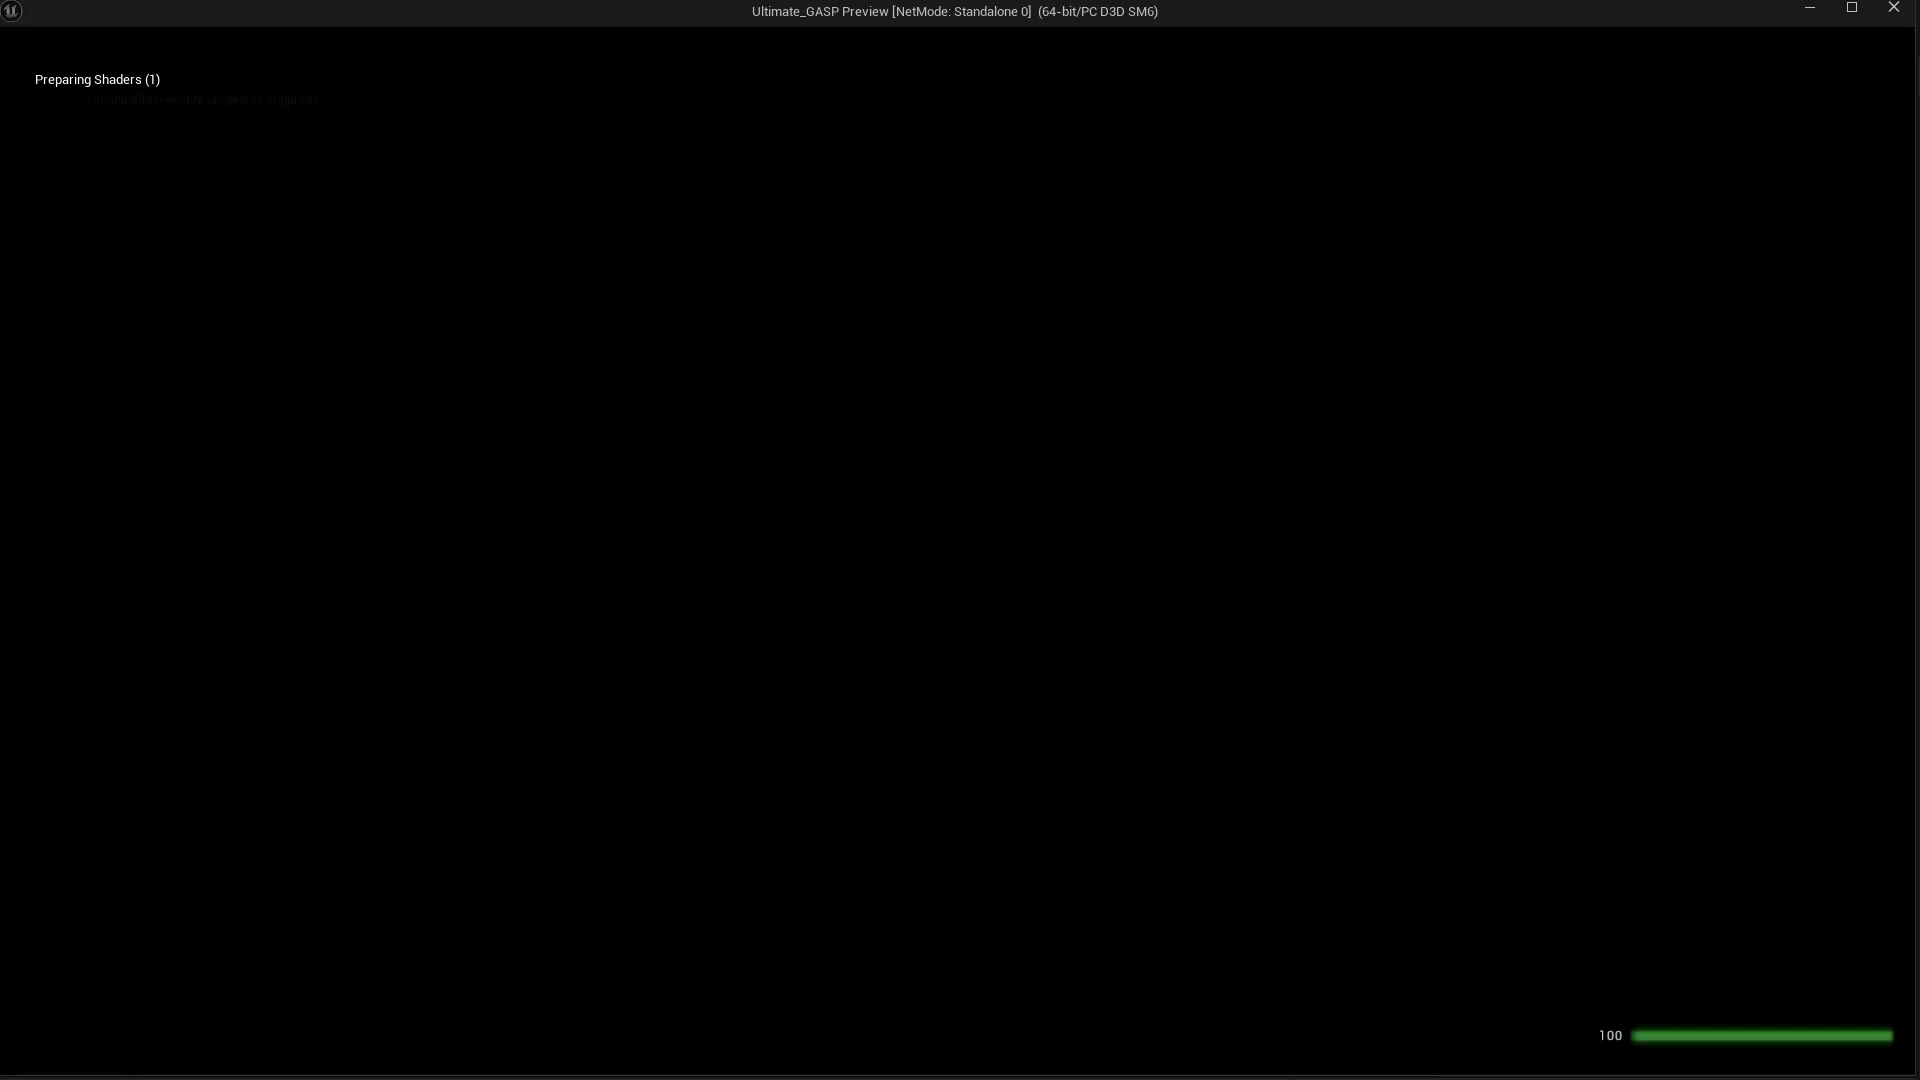 Ultimate_GASP Preview [NetMode: Standalone 0] (64-bit/PC D3D SM6)
Preparing Shaders (1)
100